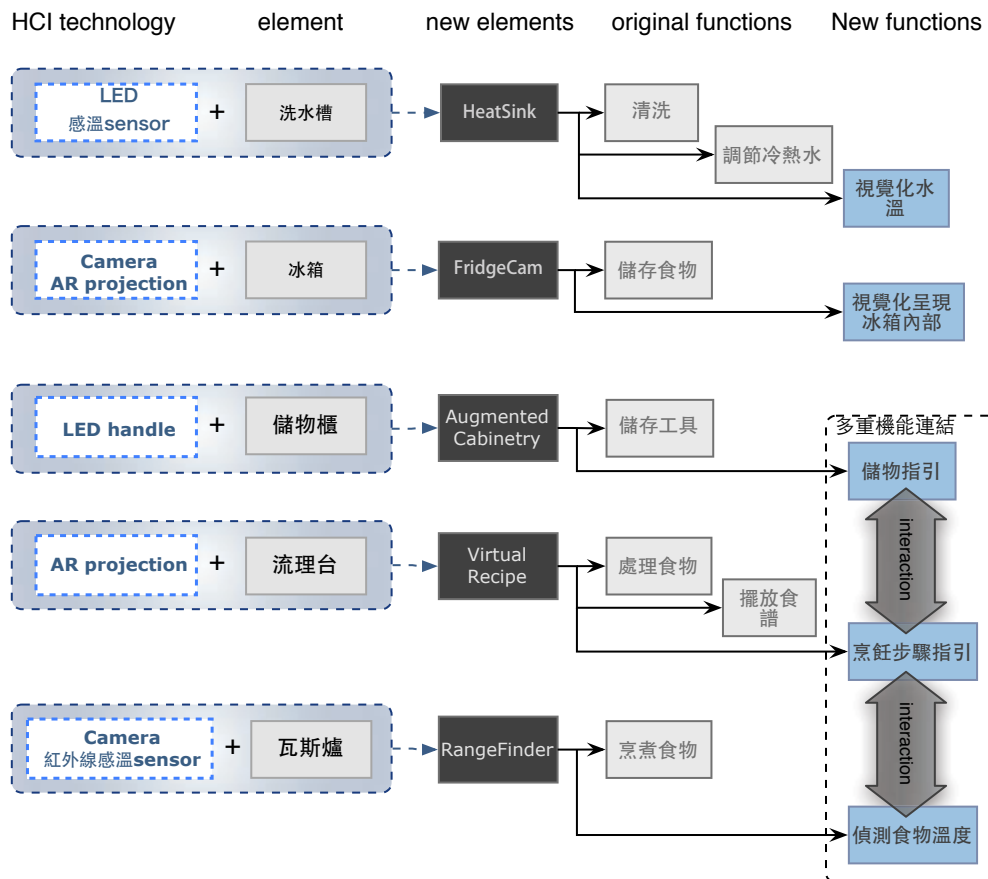 HCI technology element new elements original functions New functions
LED
感溫sensor
+
洗水槽
HeatSink
清洗
調節冷熱水
視覺化水
溫
Camera
AR projection
+
冰箱
FridgeCam
儲存食物
視覺化呈現
冰箱內部
LED handle
+
儲物櫃
Augmented
Cabinetry
儲存工具
多重機能連結
儲物指引
interaction
AR projection
+
流理台
Virtual
Recipe
處理食物
擺放食
譜
烹飪步驟指引
interaction
Camera
紅外線感溫sensor
+
瓦斯爐
RangeFinder
烹煮食物
偵測食物溫度